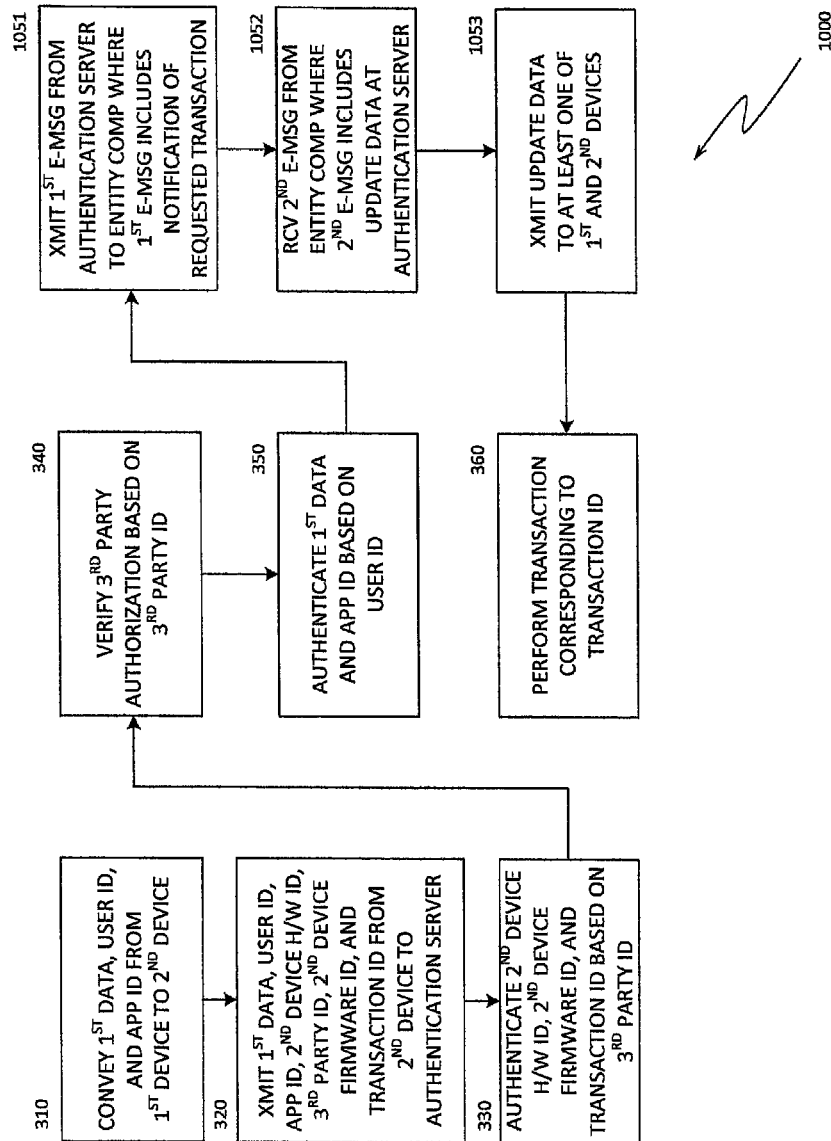 310
CONVEY 1ST DATA, USER ID,
AND APP ID FROM
1ST DEVICE TO 2ND DEVICE
320
XMIT 1ST DATA, USER ID,
APP ID, 2ND DEVICE H/W ID,
3RD PARTY ID, 2ND DEVICE
FIRMWARE ID, AND
TRANSACTION ID FROM
2ND DEVICE TO
AUTHENTICATION SERVER
330
AUTHENTICATE 2ND DEVICE
H/W ID, 2ND DEVICE
FIRMWARE ID, AND
TRANSACTION ID BASED ON
3RD PARTY ID
340
VERIFY 3RD PARTY
AUTHORIZATION BASED ON
3RD PARTY ID
350
AUTHENTICATE 1ST DATA
AND APP ID BASED ON
USER ID
360
PERFORM TRANSACTION
CORRESPONDING TO
TRANSACTION ID
1051
XMIT 1ST E-MSG FROM
AUTHENTICATION SERVER
TO ENTITY COMP WHERE
1ST E-MSG INCLUDES
NOTIFICATION OF
REQUESTED TRANSACTION
1052
RCV 2ND E-MSG FROM
ENTITY COMP WHERE
2ND E-MSG INCLUDES
UPDATE DATA AT
AUTHENTICATION SERVER
1053
XMIT UPDATE DATA
TO AT LEAST ONE OF
1ST AND 2ND DEVICES
1000